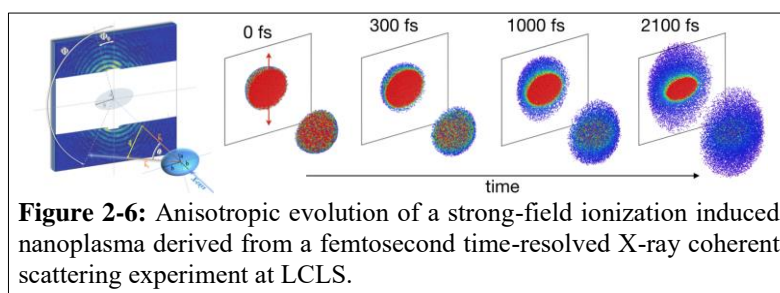 0 fs
300 fs
1000 fs
2100 fs
time
Figure 2-6: Anisotropic evolution of a strong-field ionization induced
nanoplasma derived from a femtosecond time-resolved X-ray coherent
scattering experiment at LCLS.